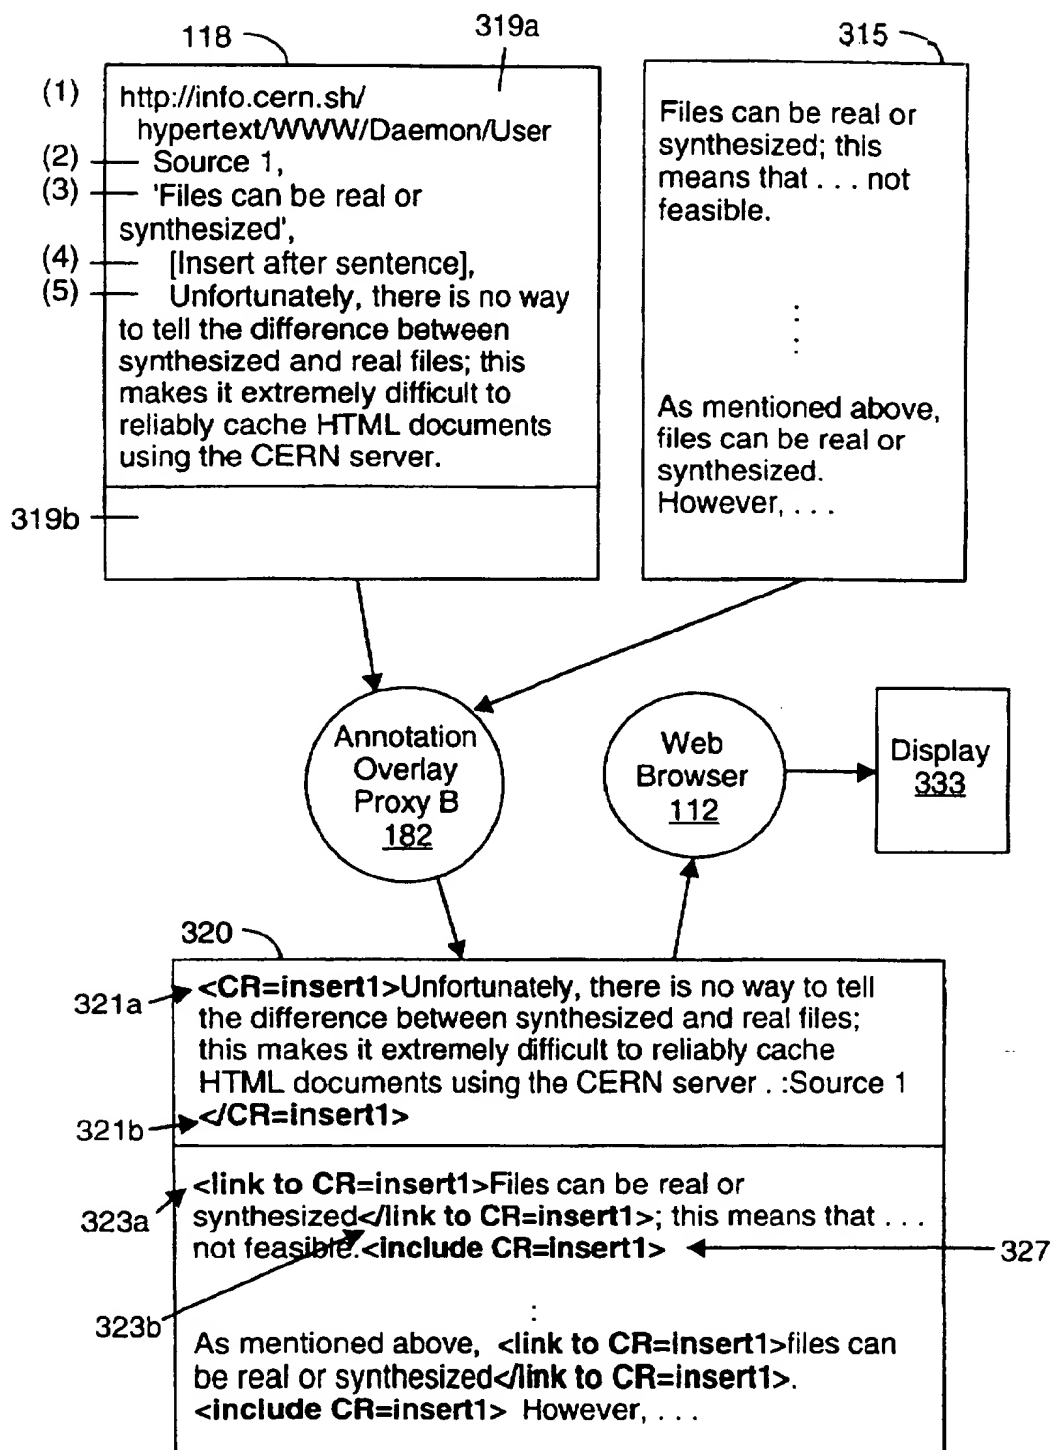 118
319a
315
(1) http://info.cern.sh/
hypertext/WWW/Daemon/User
(2) Source 1,
(3) 'Files can be real or
synthesized',
(4) [Insert after sentence],
(5) Unfortunately, there is no way
to tell the difference between
synthesized and real files; this
makes it extremely difficult to
reliably cache HTML documents
using the CERN server.
319b
Files can be real or
synthesized; this
means that . . . not
feasible.
As mentioned above,
files can be real or
synthesized.
However, . . .
Annotation
Overlay
Proxy B
182
Web
Browser
112
Display
333
320
321a
<CR=insert1>Unfortunately, there is no way to tell
the difference between synthesized and real files;
this makes it extremely difficult to reliably cache
HTML documents using the CERN server . :Source 1
321b
</CR=insert1>
323a
<link to CR=insert1>Files can be real or
synthesized</link to CR=insert1>; this means that . . .
not feasible.<include CR=insert1>
327
323b
As mentioned above, <link to CR=insert1>files can
be real or synthesized</link to CR=insert1>.
<include CR=insert1> However, . . .